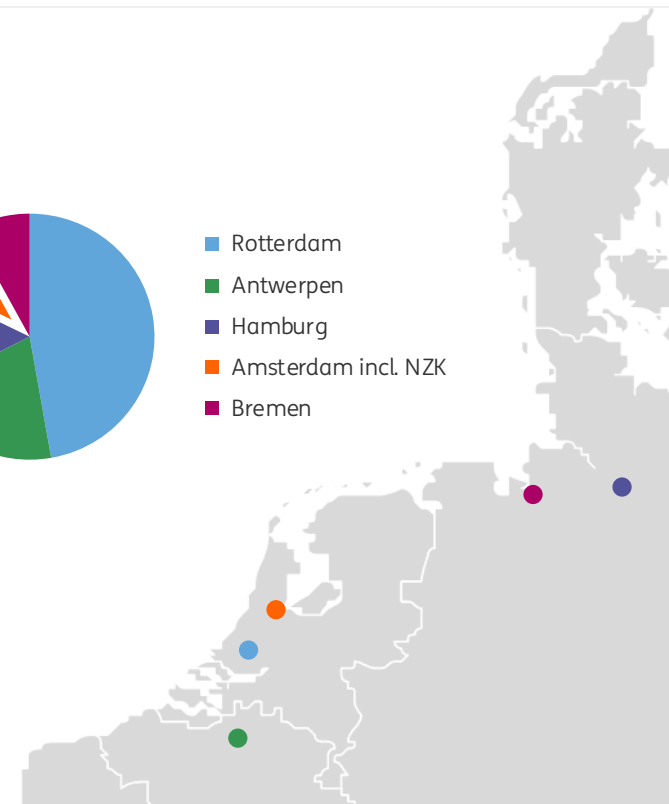 Rotterdam
Antwerpen
Hamburg
Amsterdam incl. NZK
Bremen